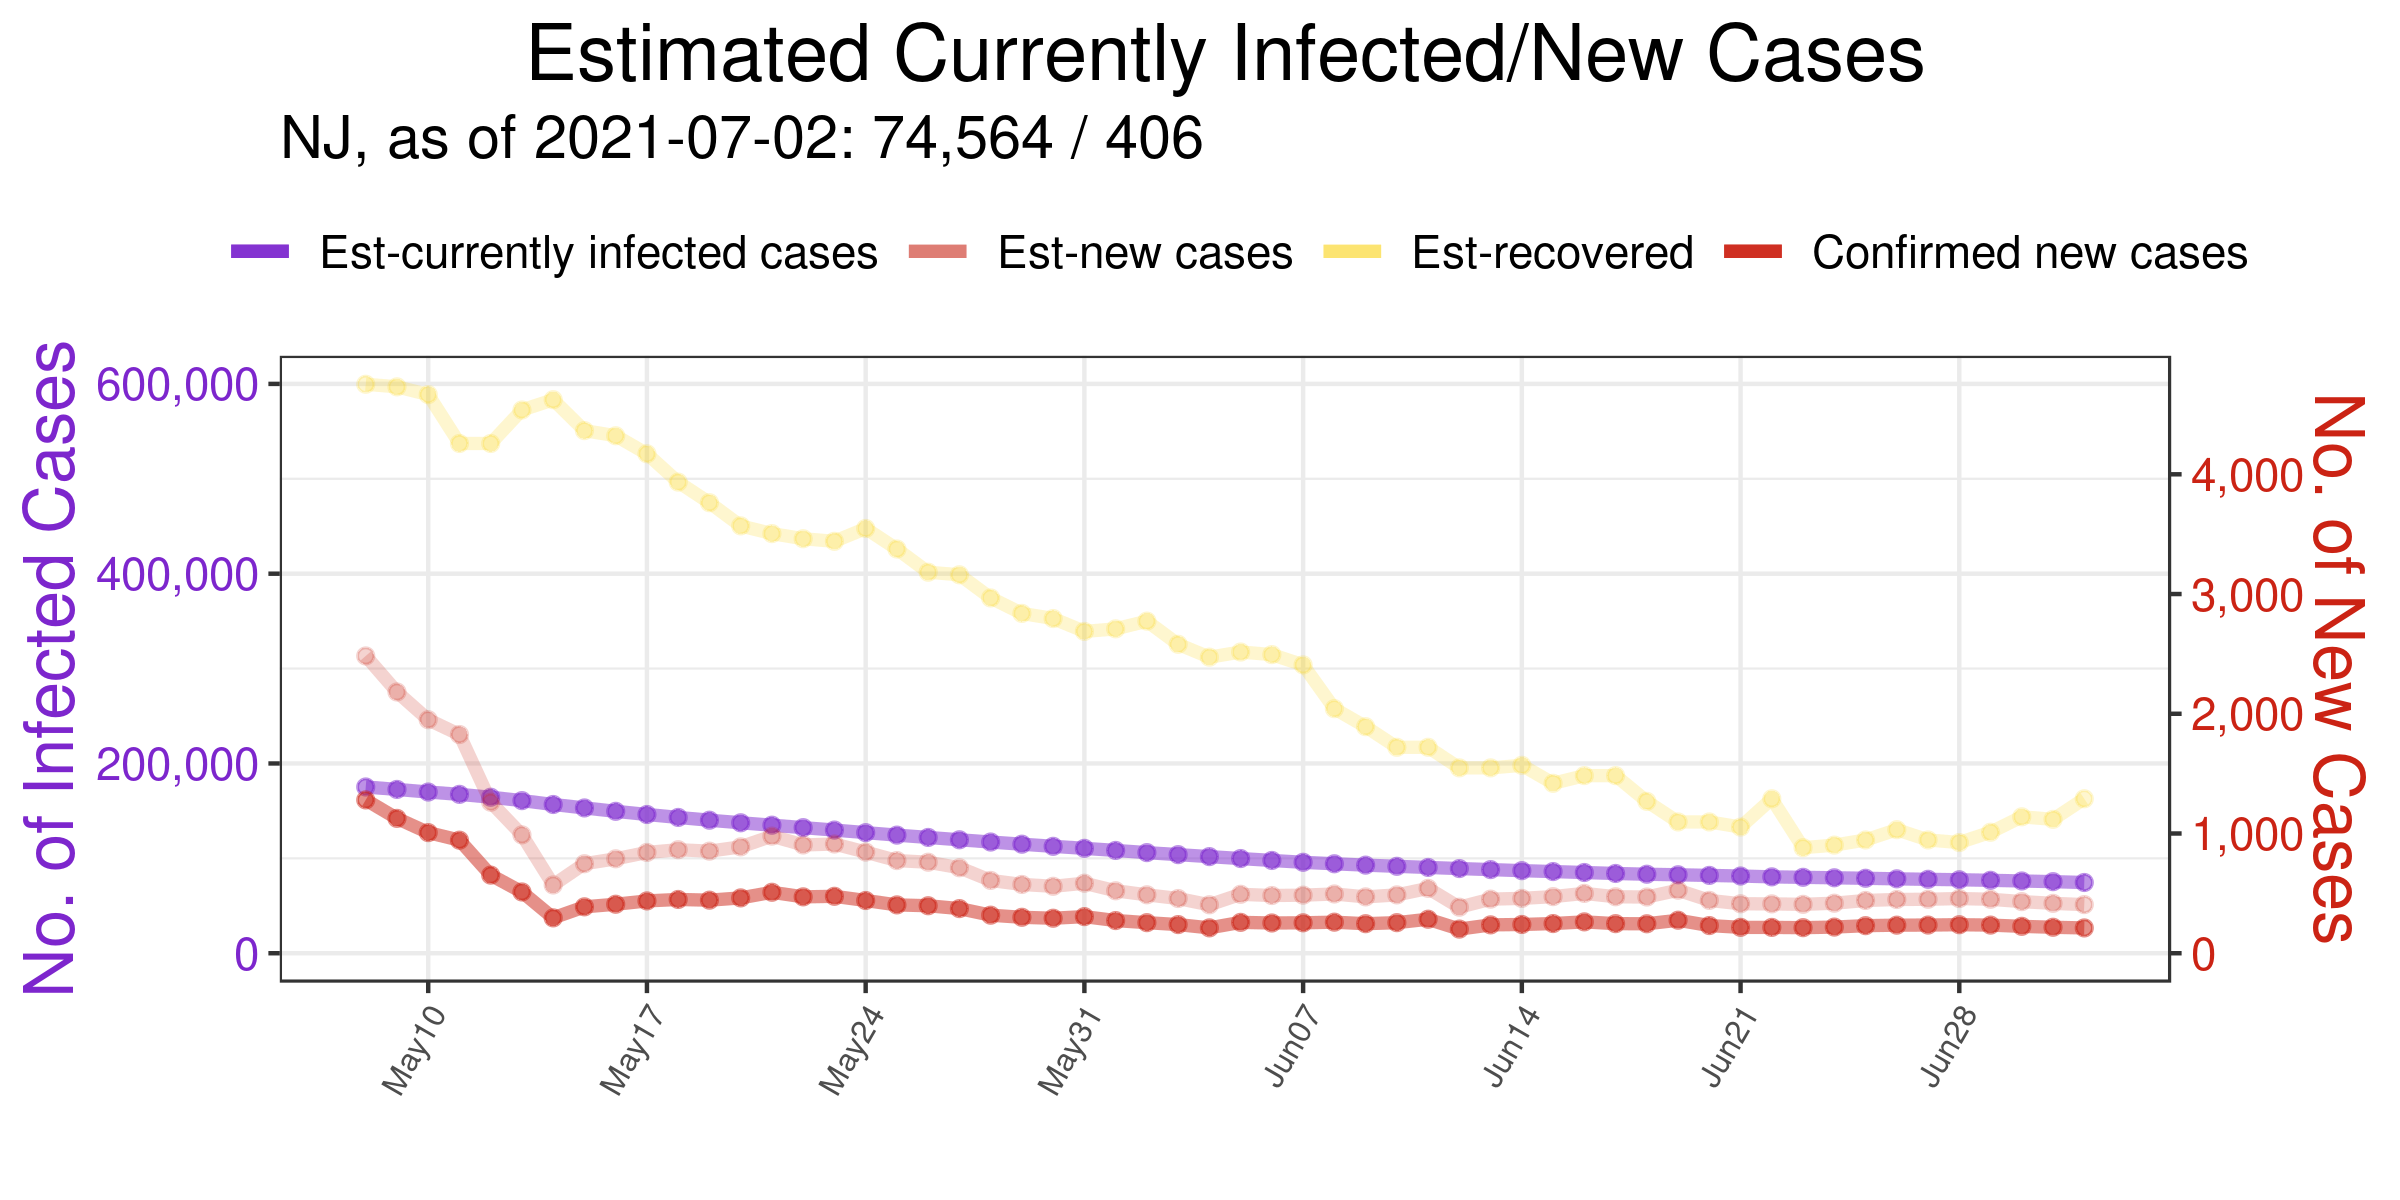 Estimated Currently Infected/New Cases
NJ, as of 2021-07-02: 74,564 / 406
Est-currently infected cases Est-new cases Est-recovered Confirmed new cases
No. of Infected Cases
600,000
400,000
200,000
0
4,000
3,000
2,000
1,000
0
No. of New Cases
May10 May17 May24 May31 Jun07 Jun14 Jun21 Jun28